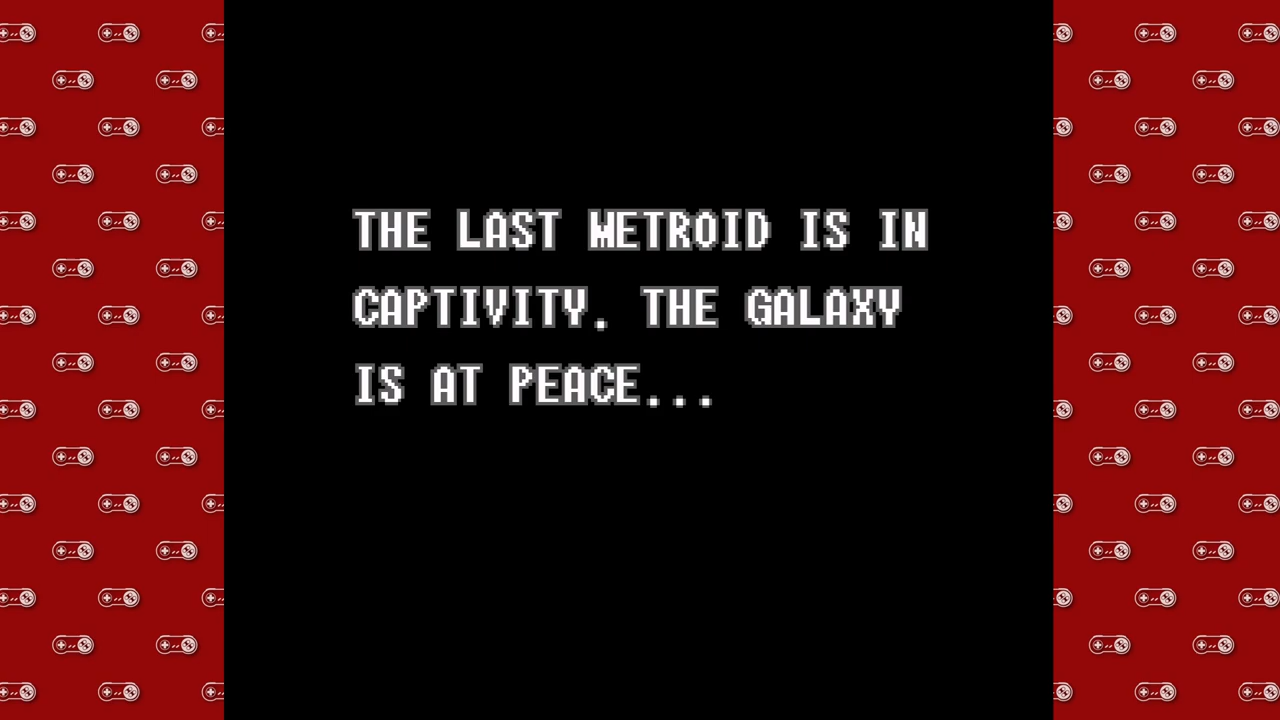 THE LAST METROID IS IN
CAPTIVITY. THE GALAXY
IS AT PEACE...